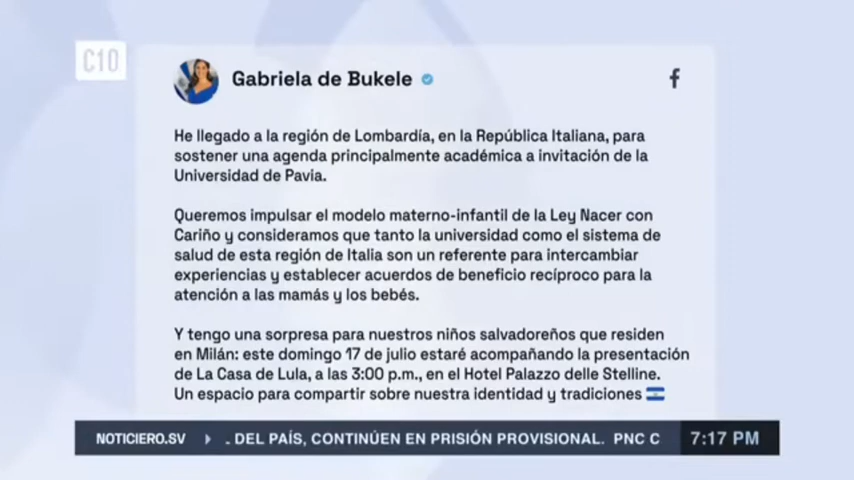 C10
Gabriela de Bukele
He llegado a la región de Lombardía, en la República Italiana, para
sostener una agenda principalmente académica a invitación de la
Universidad de Pavia.
Queremos impulsar el modelo materno-infantil de la Ley Nacer con
Cariño y consideramos que tanto la universidad como el sistema de
salud de esta región de Italia son un referente para intercambiar
experiencias y establecer acuerdos de beneficio recíproco para la
atención a las mamás y los bebés.
Y tengo una sorpresa para nuestros niños salvadoreños que residen
en Milán: este domingo 17 de julio estaré acompañando la presentación
de La Casa de Lula, a las 3:00 p.m., en el Hotel Palazzo delle Stelline.
Un espacio para compartir sobre nuestra identidad y tradiciones
NOTICIERO.SV DEL PAÍS, CONTINÚEN EN PRISIÓN PROVISIONAL. PNC C 7:17 PM